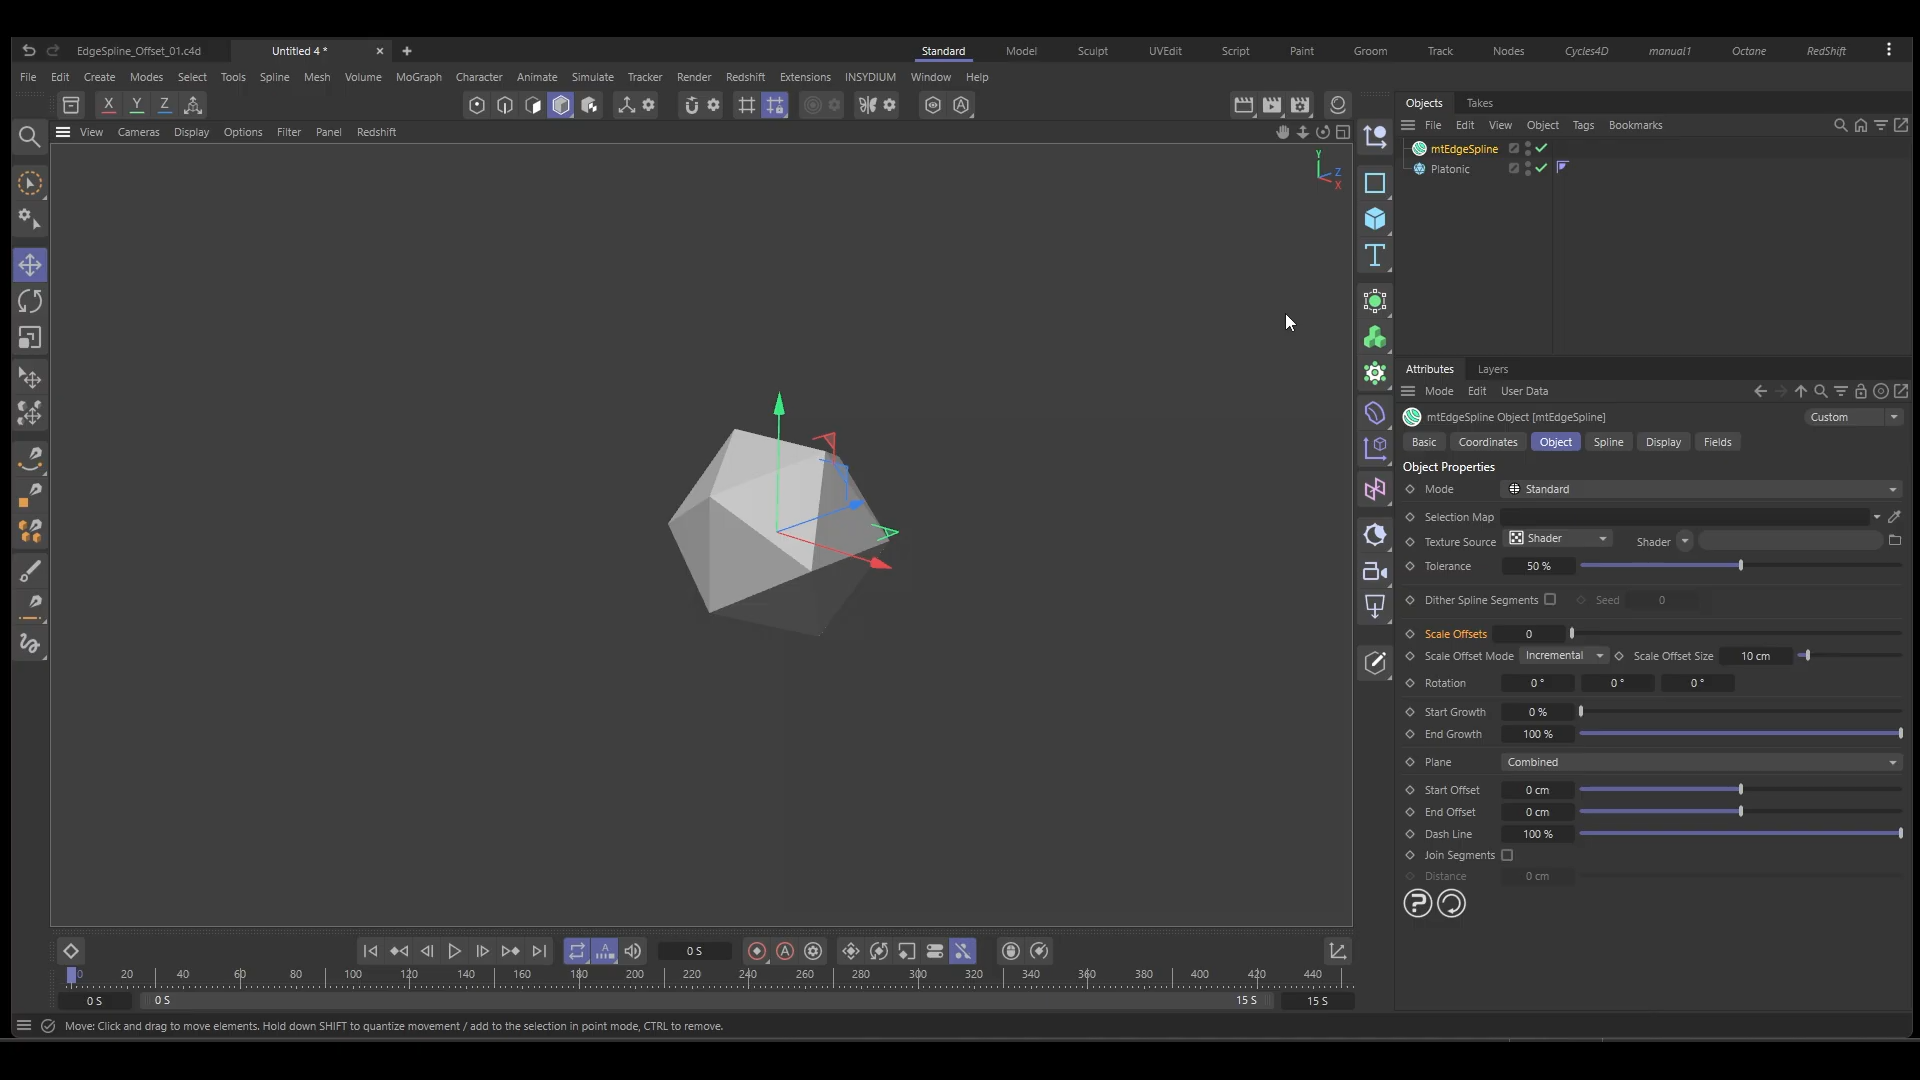 EdgeSpline_Offset_01.c4d Untitled 4 * Standard Model Sculpt UVEdit Script Paint Groom Track Nodes Cycles4D manual1 Octane RedShift
File Edit Create Modes Select Tools Spline Mesh Volume MoGraph Character Animate Simulate Tracker Render Redshift Extensions INSYDIUM Window Help
X Y Z
Objects Takes
View Cameras Display Options Filter Panel Redshift
File Edit View Object Tags Bookmarks
mtEdgeSpline
Platonic
Y
Z
X
Attributes Layers
Mode Edit User Data
mtEdgeSpline Object [mtEdgeSpline] Custom
Basic Coordinates Object Spline Display Fields
Object Properties
Mode Standard
Selection Map
Texture Source Shader Shader
Tolerance 50 %
Dither Spline Segments Seed 0
Scale Offsets 0
Scale Offset Mode Incremental Scale Offset Size 10 cm
Rotation 0 ° 0 ° 0 °
Start Growth 0 %
End Growth 100 %
Plane Combined
Start Offset 0 cm
End Offset 0 cm
Dash Line 100 %
Join Segments
Distance 0 cm
0 S
0 20 40 60 80 100 120 140 160 180 200 220 240 260 280 300 320 340 360 380 400 420 440
0 S 0 S 15 S 15 S
Move: Click and drag to move elements. Hold down SHIFT to quantize movement / add to the selection in point mode, CTRL to remove.